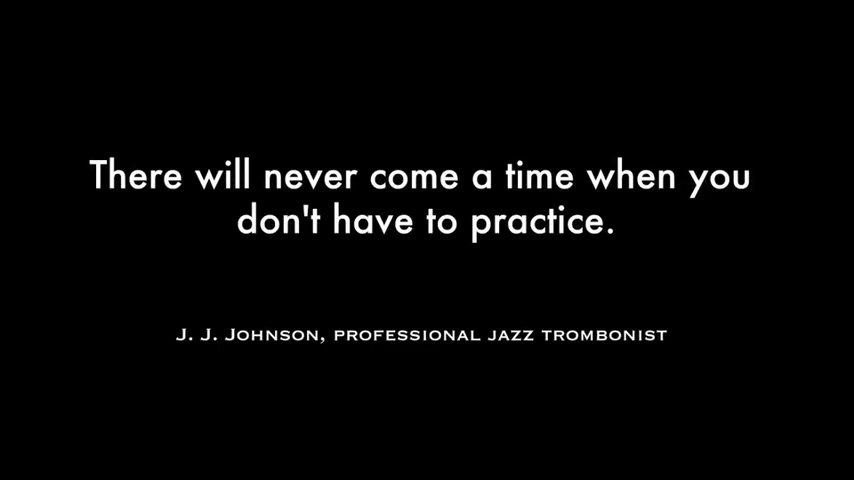 There will never come a time when you
don't have to practice.
J. J. Johnson, professional jazz trombonist